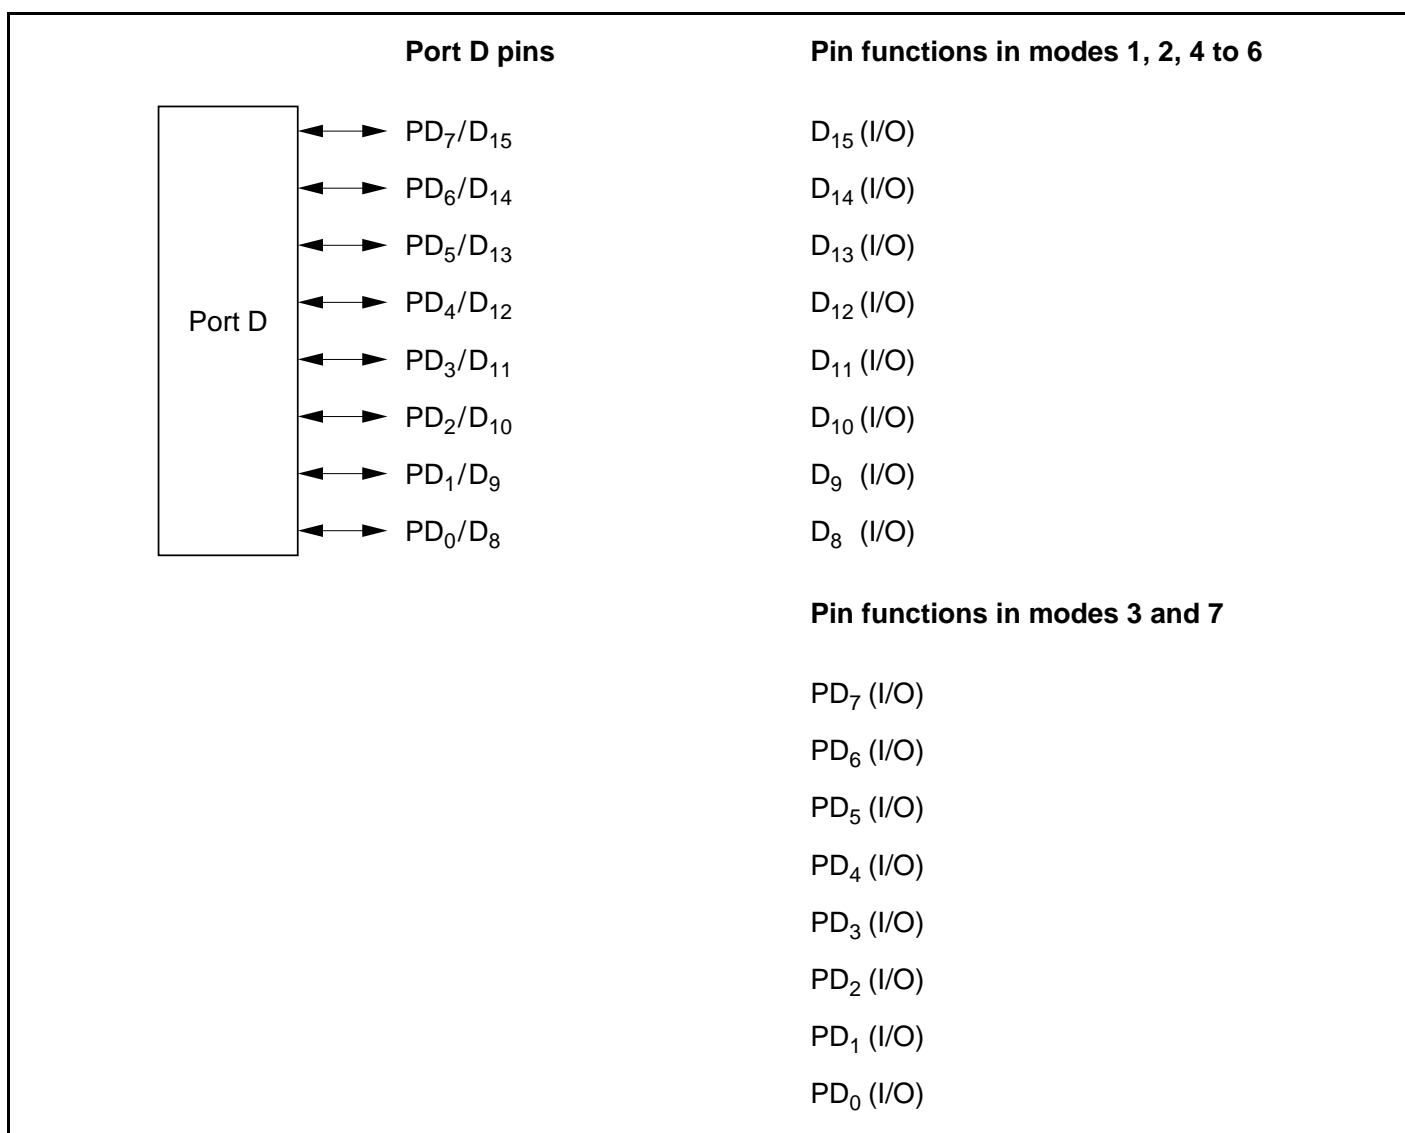 Port D pins Pin functions in modes 1, 2, 4 to 6
PD7/D15 D15 (I/O)
PD6/D14 D14 (I/O)
PD5/D13 D13 (I/O)
PD4/D12 D12 (I/O)
Port D
PD3/D11 D11 (I/O)
PD2/D10 D10 (I/O)
PD1/D9 D9 (I/O)
PD0/D8 D8 (I/O)
Pin functions in modes 3 and 7
PD7 (I/O)
PD6 (I/O)
PD5 (I/O)
PD4 (I/O)
PD3 (I/O)
PD2 (I/O)
PD1 (I/O)
PD0 (I/O)